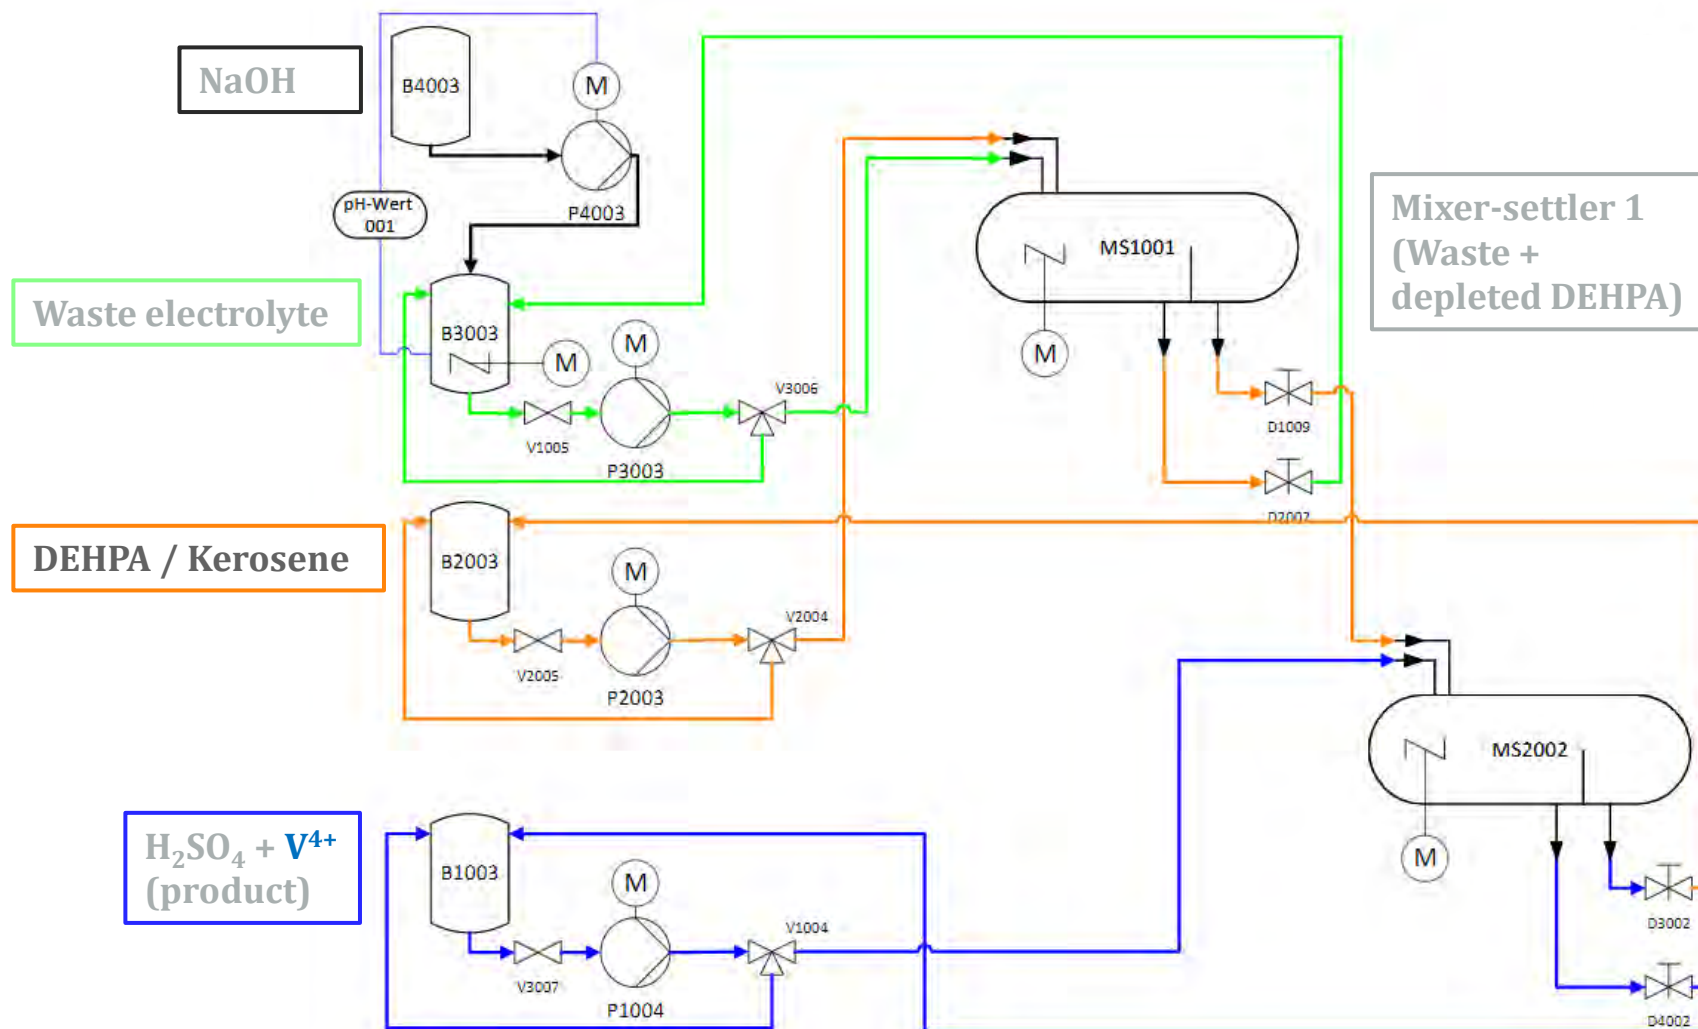 NaOH
B4003
M
P4003
pH-Wert
001
Mixer-settler 1
(Waste +
depleted DEHPA)
MS1001
M
Waste electrolyte
B3003
M
M
V1005
P3003
V3006
D1009
D2007
DEHPA / Kerosene
B2003
M
V2005
P2003
V2004
MS2002
M
H₂SO₄ + V⁴⁺
(product)
B1003
M
V3007
P1004
V1004
D3002
D4002